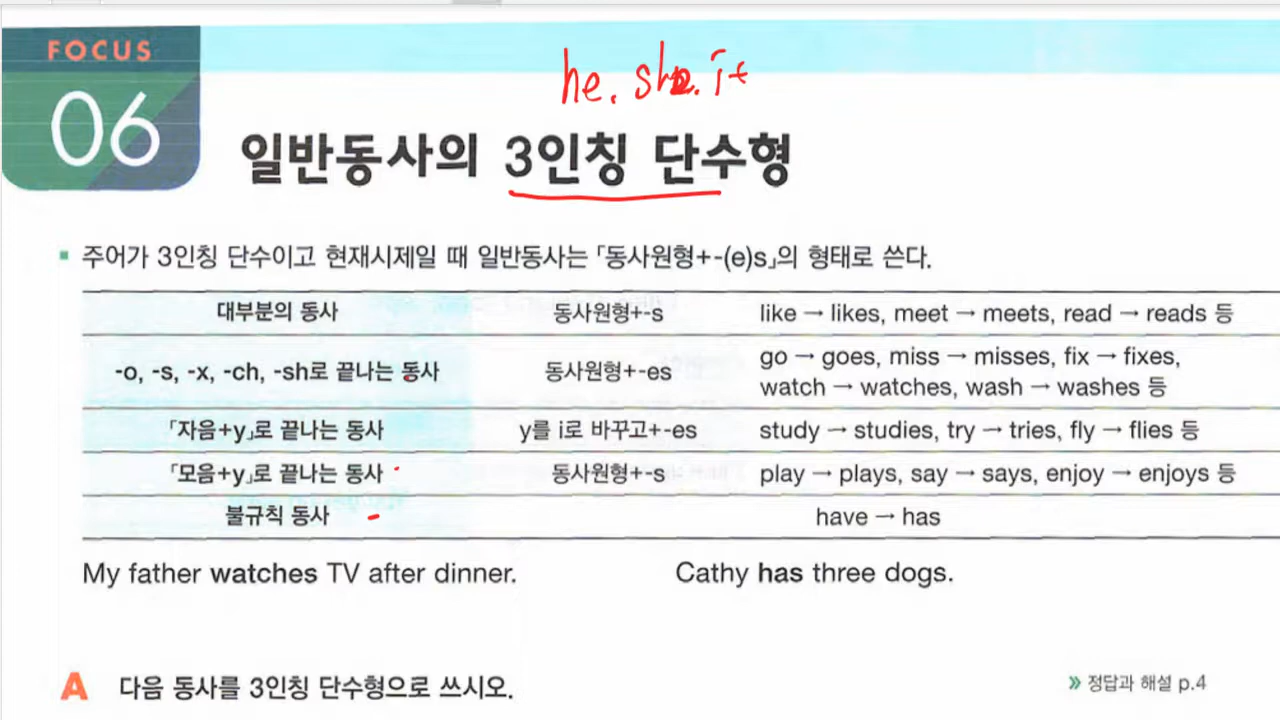 FOCUS
06
he. she. it
일반동사의 3인칭 단수형
주어가 3인칭 단수이고 현재시제일 때 일반동사는 「동사원형+-(e)s」의 형태로 쓴다.
대부분의 동사 동사원형+-s like → likes, meet → meets, read → reads 등
-o, -s, -x, -ch, -sh로 끝나는 동사 동사원형+-es go → goes, miss → misses, fix → fixes,
watch → watches, wash → washes 등
「자음+y」로 끝나는 동사 y를 i로 바꾸고+-es study → studies, try → tries, fly → flies 등
「모음+y」로 끝나는 동사 동사원형+-s play → plays, say → says, enjoy → enjoys 등
불규칙 동사 have → has
My father watches TV after dinner. Cathy has three dogs.
A 다음 동사를 3인칭 단수형으로 쓰시오. » 정답과 해설 p.4